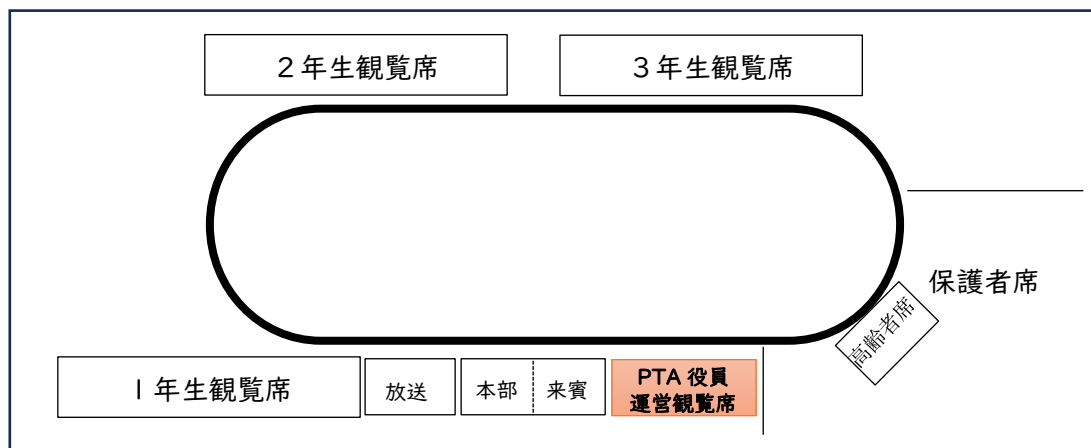 ２年生観覧席
３年生観覧席
保護者席
高齢者席
１年生観覧席
放送
本部
来賓
PTA 役員
運営観覧席